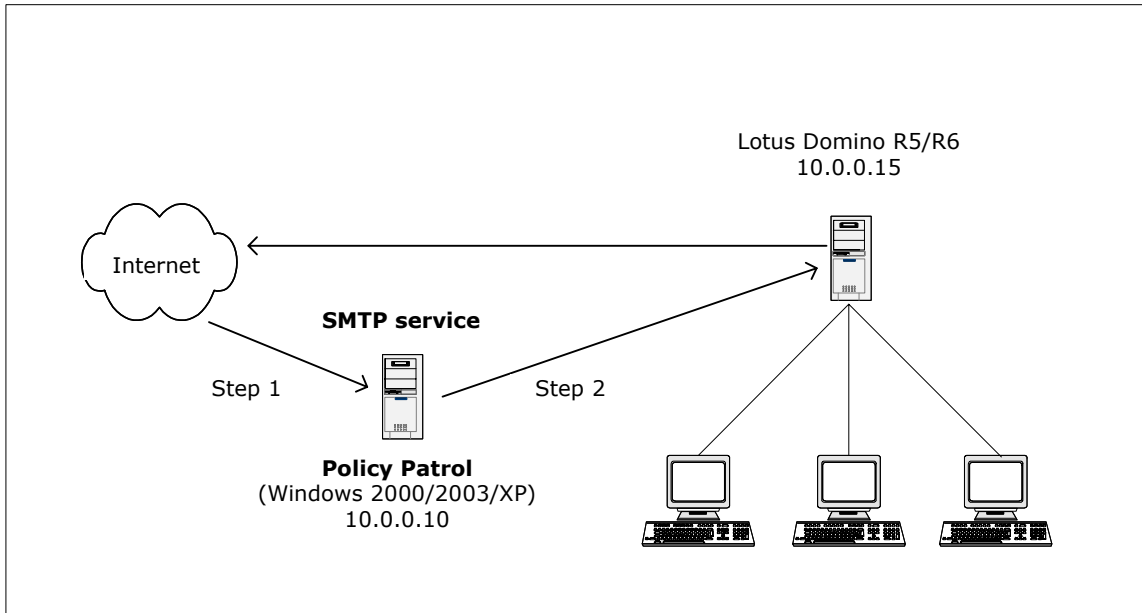 Lotus Domino R5/R6
10.0.0.15
Internet
SMTP service
Step 1
Step 2
Policy Patrol
(Windows 2000/2003/XP)
10.0.0.10